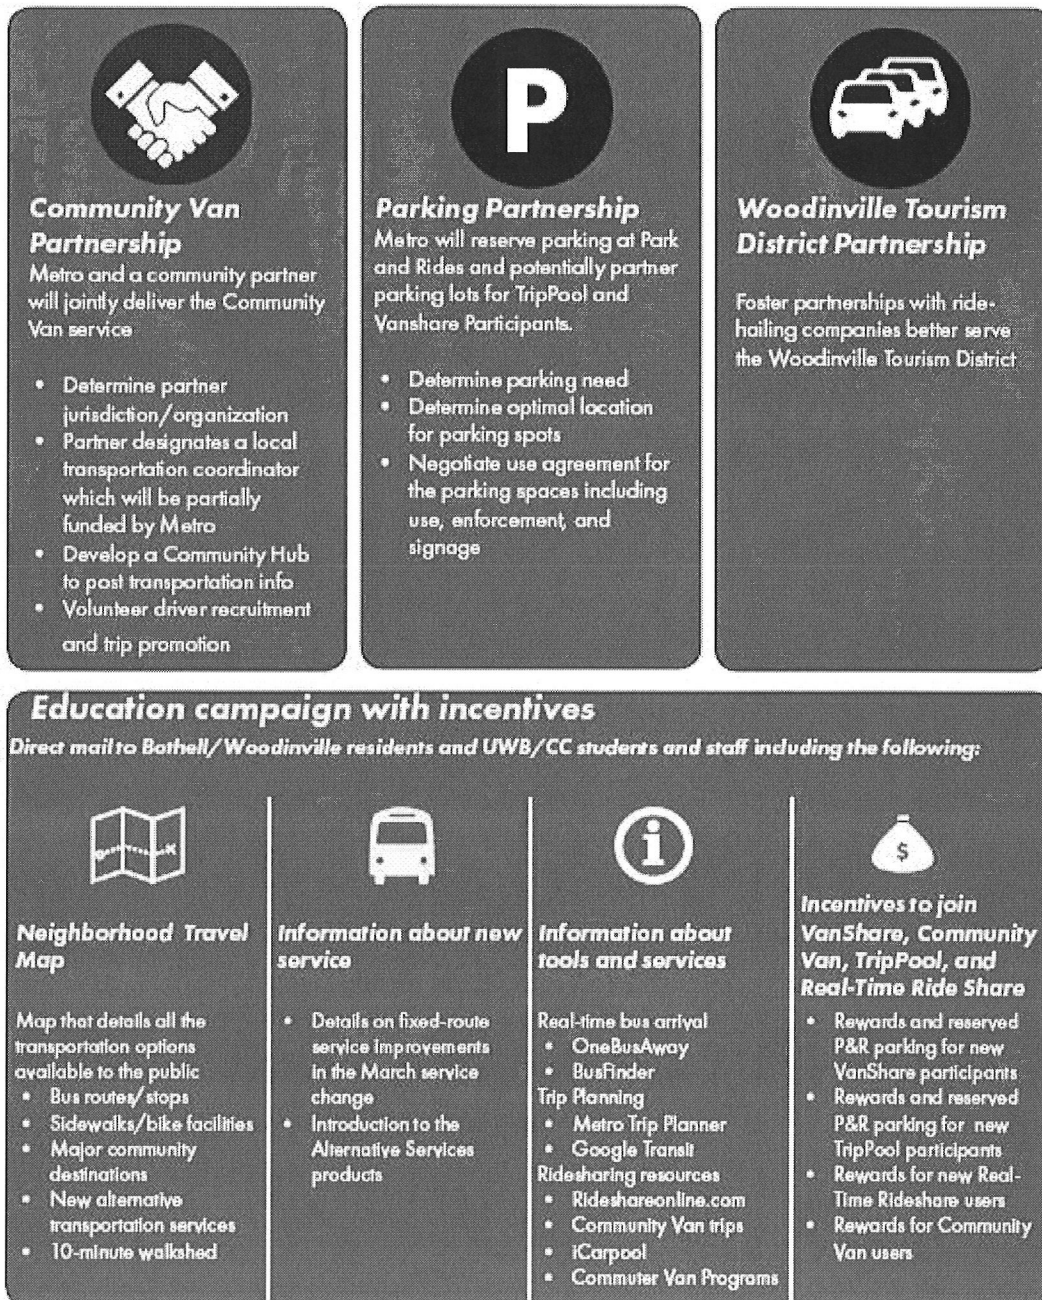 P
Community Van
Partnership
Metro and a community partner
will jointly deliver the Community
Van service
• Determine partner
jurisdiction/organization
• Partner designates a local
transportation coordinator
which will be partially
funded by Metro
• Develop a Community Hub
to post transportation info
• Volunteer driver recruitment
and trip promotion
Parking Partnership
Metro will reserve parking at Park
and Rides and potentially partner
parking lots for TripPool and
Vanshare Participants.
• Determine parking need
• Determine optimal location
for parking spots
• Negotiate use agreement for
the parking spaces including
use, enforcement, and
signage
Woodinville Tourism
District Partnership
Foster partnerships with ride-
hailing companies better serve
the Woodinville Tourism District
Education campaign with incentives
Direct mail to Bothell/Woodinville residents and UWB/CC students and staff including the following:
Neighborhood Travel
Map
Map that details all the
transportation options
available to the public
• Bus routes/stops
• Sidewalks/bike facilities
• Major community
destinations
• New alternative
transportation services
• 10-minute walkshed
Information about new
service
• Details on fixed-route
service improvements
in the March service
change
• Introduction to the
Alternative Services
products
i
Information about
tools and services
Real-time bus arrival
• OneBusAway
• BusFinder
Trip Planning
• Metro Trip Planner
• Google Transit
Ridesharing resources
• Rideshareonline.com
• Community Van trips
• iCarpool
• Commuter Van Programs
$
Incentives to join
VanShare, Community
Van, TripPool, and
Real-Time Ride Share
• Rewards and reserved
P&R parking for new
VanShare participants
• Rewards and reserved
P&R parking for new
TripPool participants
• Rewards for new Real-
Time Rideshare users
• Rewards for Community
Van users